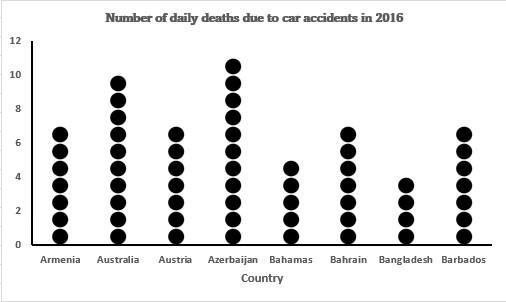 Number of daily deaths due to car accidents in 2016
12
10
8
6
4
2
0
Armenia Australia Austria Azerbaijan Bahamas Bahrain Bangladesh Barbados
Country